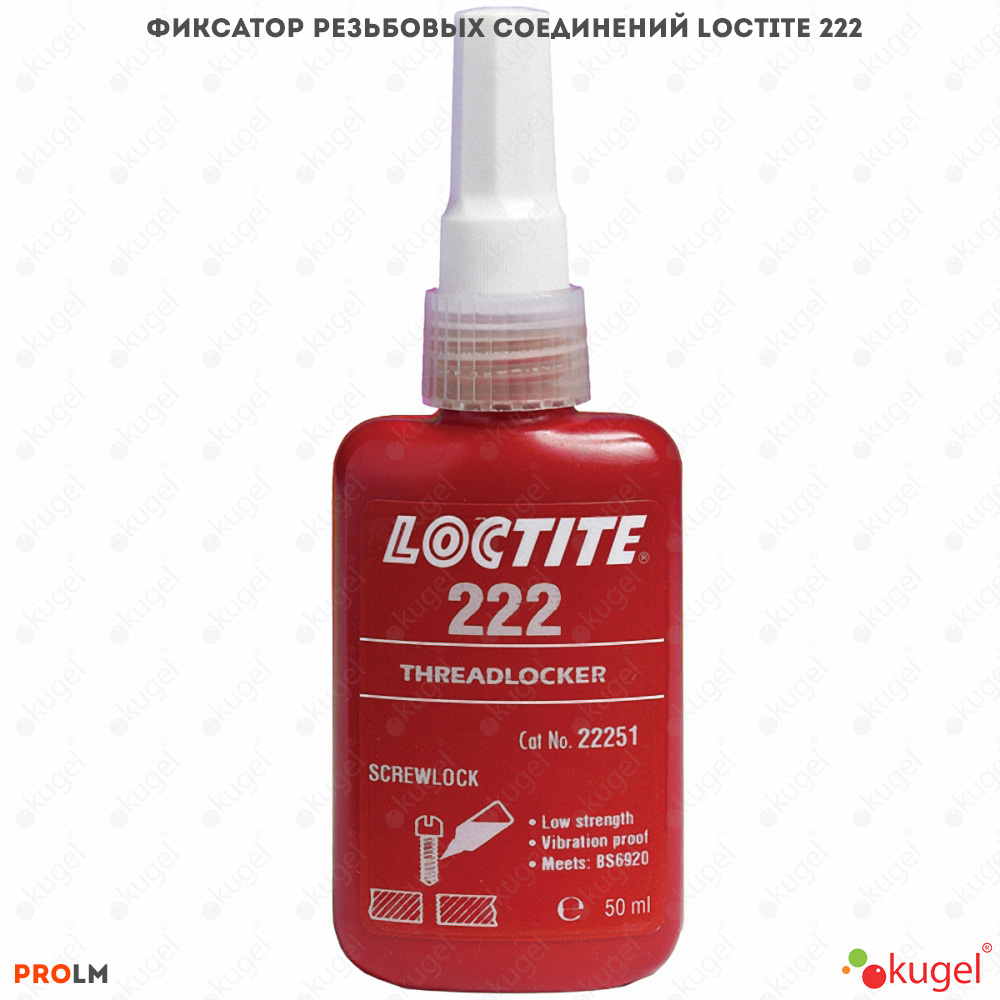 ФИКСАТОР РЕЗЬБОВЫХ СОЕДИНЕНИЙ LOCTITE 222
LOCTITE®
222
THREADLOCKER
Cat No. 22251
SCREWLOCK
• Low strength
• Vibration proof
• Meets: BS6920
℮ 50 ml
PROLM
kugel®